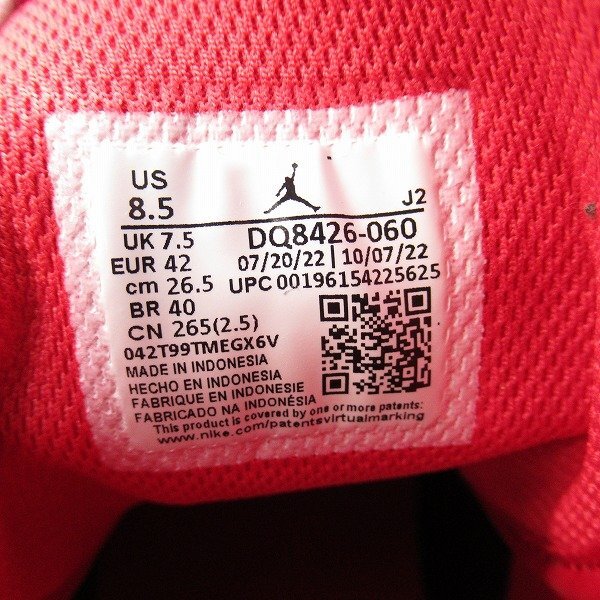 US
8.5
J2
UK 7.5
DQ8426-060
EUR 42
07/20/22 | 10/07/22
cm 26.5
UPC 00196154225625
BR 40
CN 265(2.5)
042T99TMEGX6V
MADE IN INDONESIA
HECHO EN INDONESIA
FABRIQUE EN INDONESIE
FABRICADO NA INDONÉSIA
This product is covered by one or more patents:
www.nike.com/patentsvirtualmarking